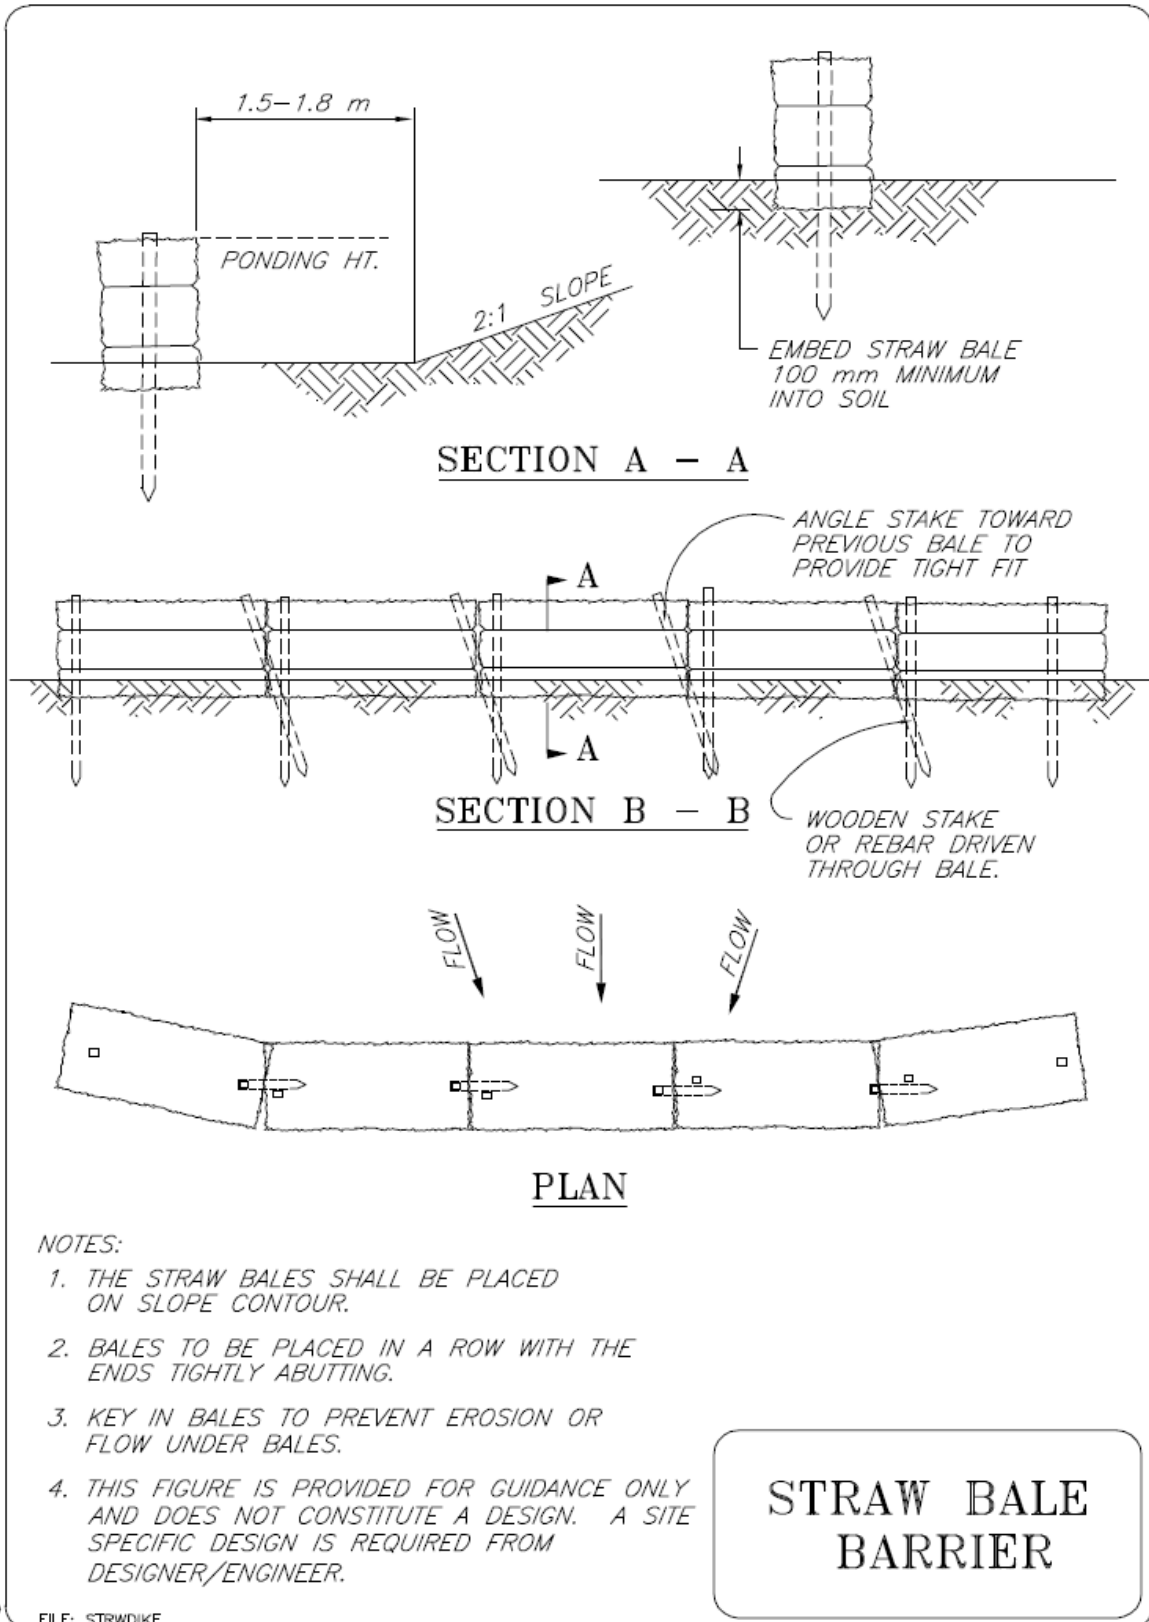 1.5-1.8 m
PONDING HT.
2:1 SLOPE
EMBED STRAW BALE
100 mm MINIMUM
INTO SOIL
SECTION A - A
ANGLE STAKE TOWARD
PREVIOUS BALE TO
PROVIDE TIGHT FIT
A
A
SECTION B - B
WOODEN STAKE
OR REBAR DRIVEN
THROUGH BALE.
FLOW
FLOW
FLOW
PLAN
NOTES:
1. THE STRAW BALES SHALL BE PLACED
ON SLOPE CONTOUR.
2. BALES TO BE PLACED IN A ROW WITH THE
ENDS TIGHTLY ABUTTING.
3. KEY IN BALES TO PREVENT EROSION OR
FLOW UNDER BALES.
4. THIS FIGURE IS PROVIDED FOR GUIDANCE ONLY
AND DOES NOT CONSTITUTE A DESIGN. A SITE
SPECIFIC DESIGN IS REQUIRED FROM
DESIGNER/ENGINEER.
STRAW BALE
BARRIER
FILE: STRWDIKE